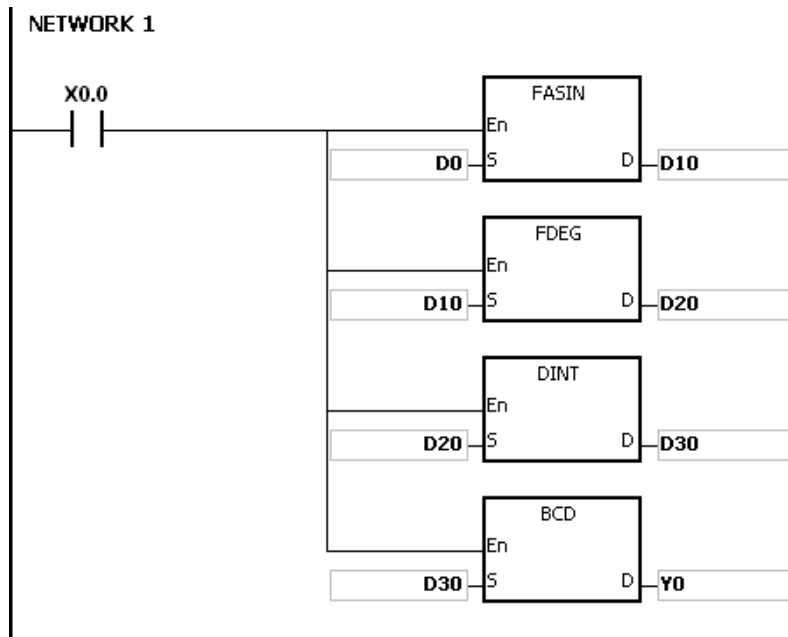 NETWORK 1
X0.0
FASIN
En
D0 S D D10
FDEG
En
D10 S D D20
DINT
En
D20 S D D30
BCD
En
D30 S D Y0